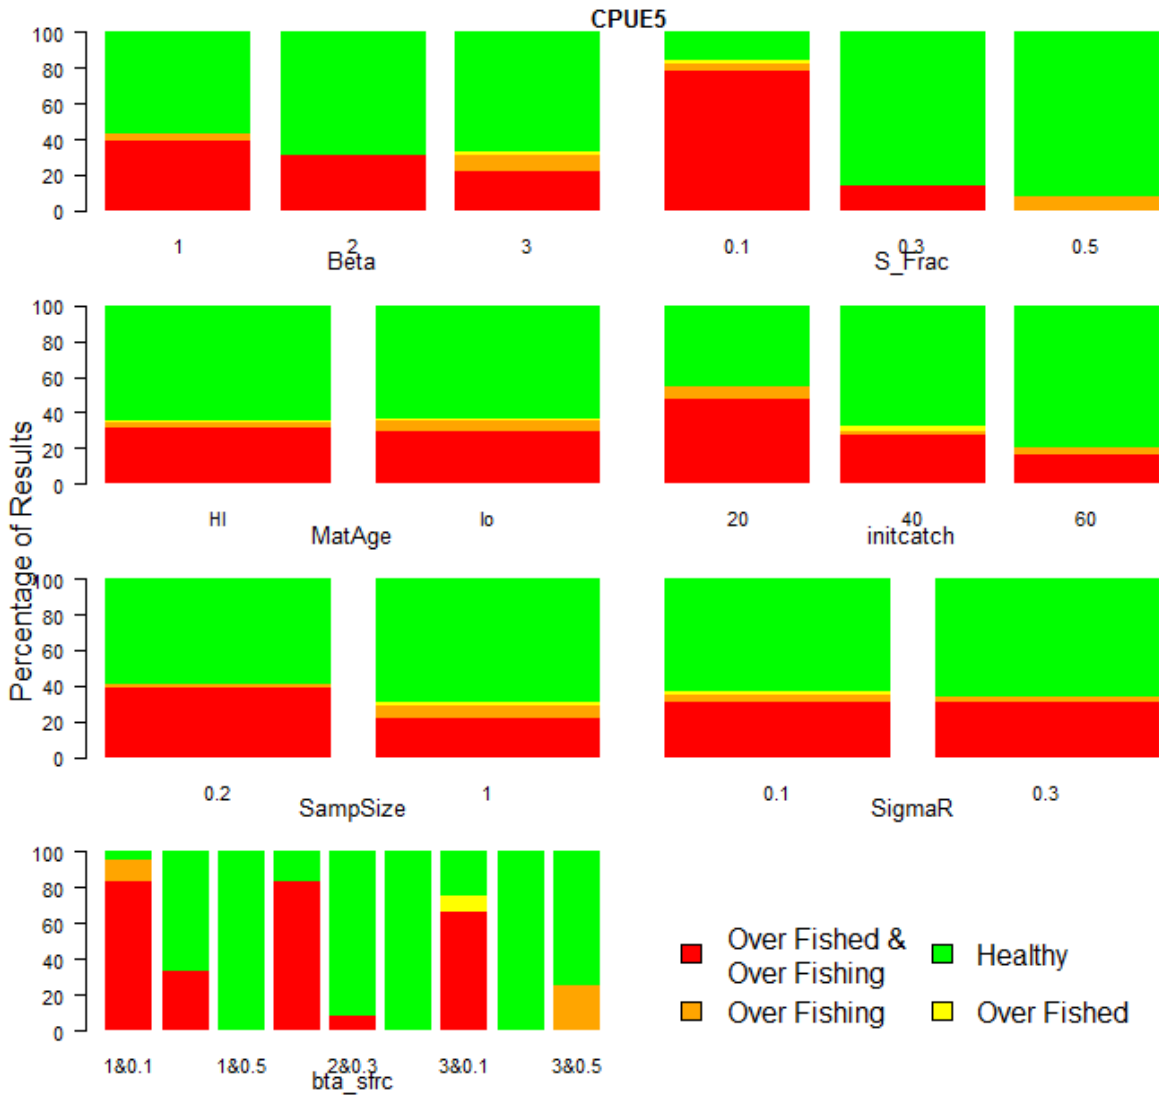 CPUE5
100
80
60
40
20
0
1 2 3
Beta
0.1 0.3 0.5
S_Frac
100
80
60
40
20
0
HI lo
MatAge
20 40 60
initcatch
Percentage of Results
100
80
60
40
20
0
0.2 1
SampSize
0.1 0.3
SigmaR
100
80
60
40
20
0
1&0.1 1&0.5 2&0.3 3&0.1 3&0.5
bta_sfrc
Over Fished &
Over Fishing
Healthy
Over Fishing
Over Fished